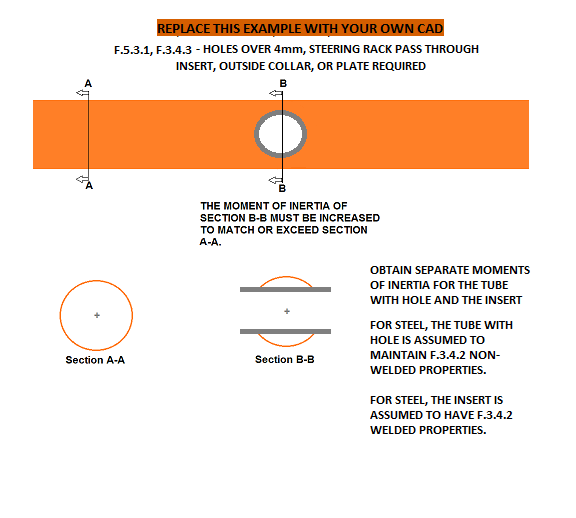 REPLACE THIS EXAMPLE WITH YOUR OWN CAD
F.5.3.1, F.3.4.3 - HOLES OVER 4mm, STEERING RACK PASS THROUGH
INSERT, OUTSIDE COLLAR, OR PLATE REQUIRED
A
B
A
B
THE MOMENT OF INERTIA OF
SECTION B-B MUST BE INCREASED
TO MATCH OR EXCEED SECTION
A-A.
Section A-A
Section B-B
OBTAIN SEPARATE MOMENTS
OF INERTIA FOR THE TUBE
WITH HOLE AND THE INSERT
FOR STEEL, THE TUBE WITH
HOLE IS ASSUMED TO
MAINTAIN F.3.4.2 NON-
WELDED PROPERTIES.
FOR STEEL, THE INSERT IS
ASSUMED TO HAVE F.3.4.2
WELDED PROPERTIES.